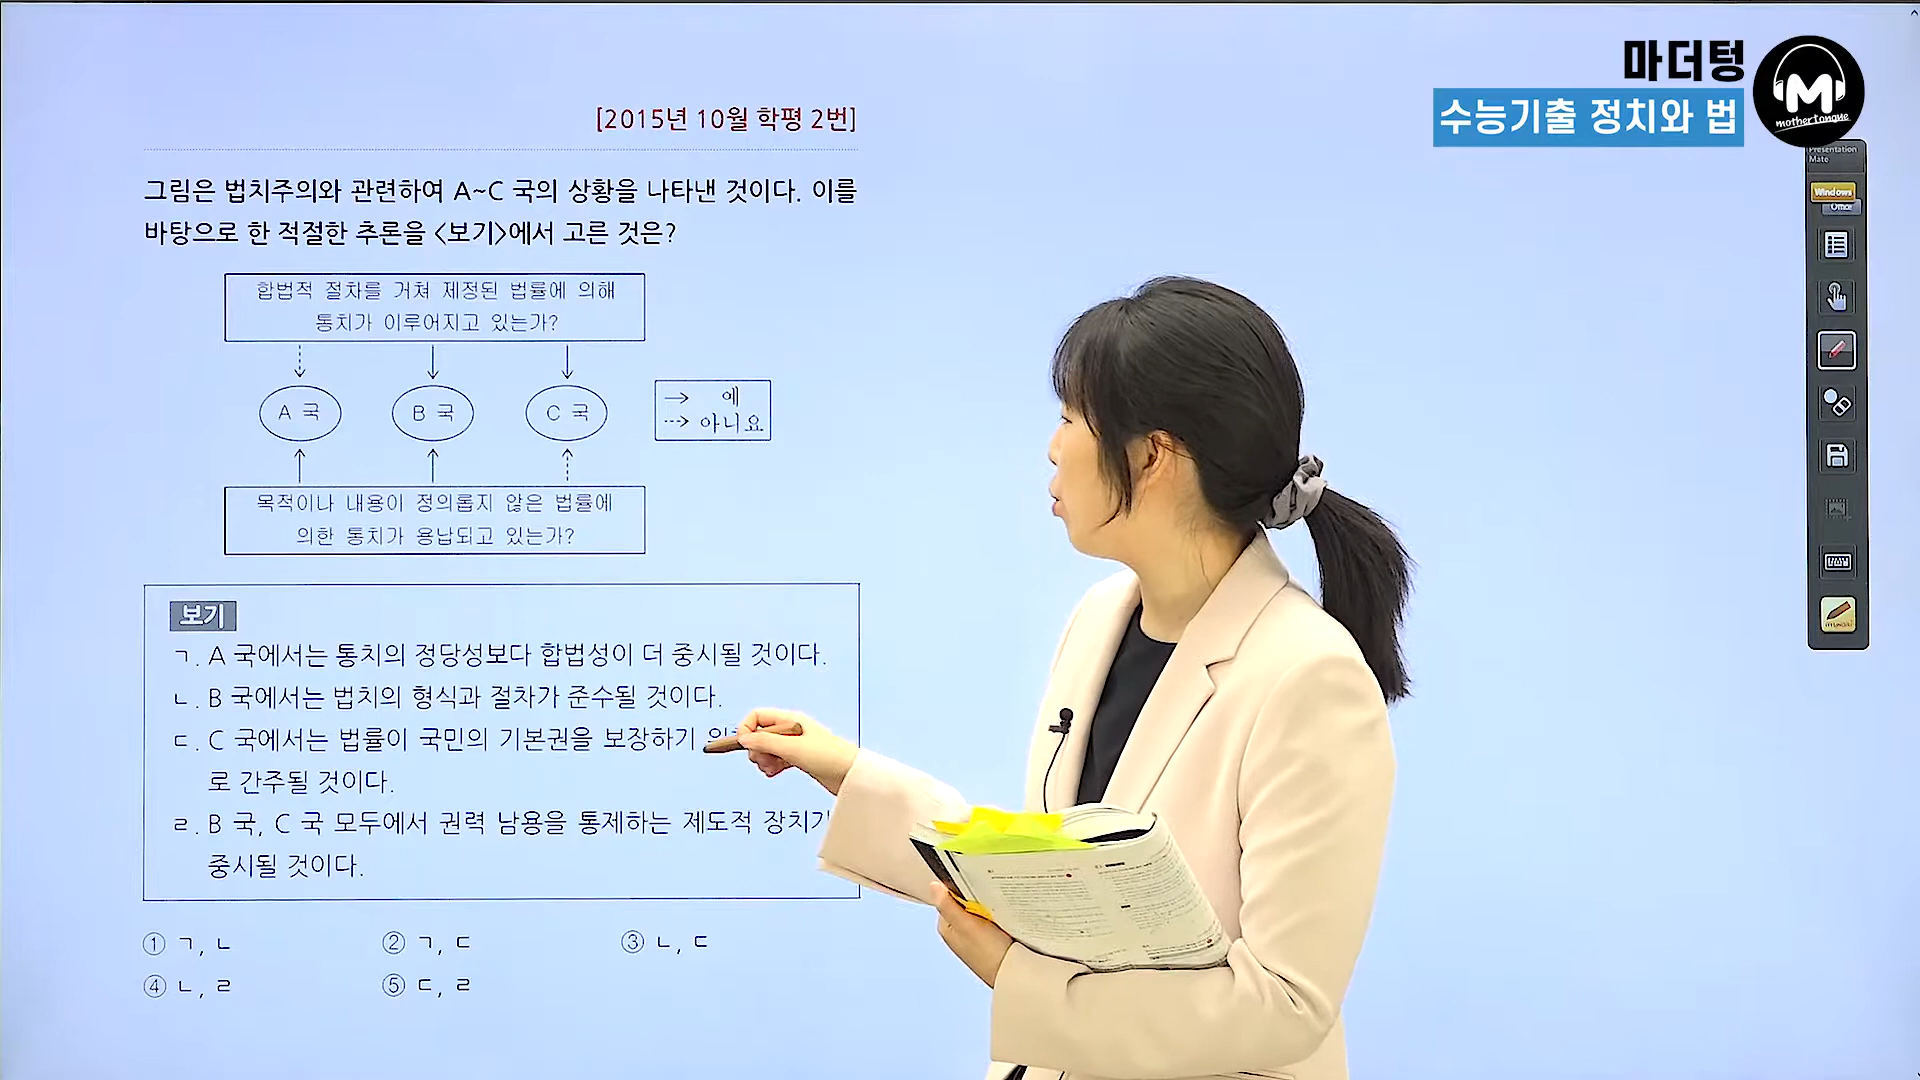 마더텅
수능기출 정치와 법
mothertongue
Presentation
Mate
Windows
Office
[2015년 10월 학평 2번]
그림은 법치주의와 관련하여 A~C 국의 상황을 나타낸 것이다. 이를
바탕으로 한 적절한 추론을 <보기>에서 고른 것은?
합법적 절차를 거쳐 제정된 법률에 의해
통치가 이루어지고 있는가?
A 국 B 국 C 국
→ 예
⇢ 아니요
목적이나 내용이 정의롭지 않은 법률에
의한 통치가 용납되고 있는가?
보기
ㄱ. A 국에서는 통치의 정당성보다 합법성이 더 중시될 것이다.
ㄴ. B 국에서는 법치의 형식과 절차가 준수될 것이다.
ㄷ. C 국에서는 법률이 국민의 기본권을 보장하기
로 간주될 것이다.
ㄹ. B 국, C 국 모두에서 권력 남용을 통제하는 제도적 장치가
중시될 것이다.
① ㄱ, ㄴ ② ㄱ, ㄷ ③ ㄴ, ㄷ
④ ㄴ, ㄹ ⑤ ㄷ, ㄹ